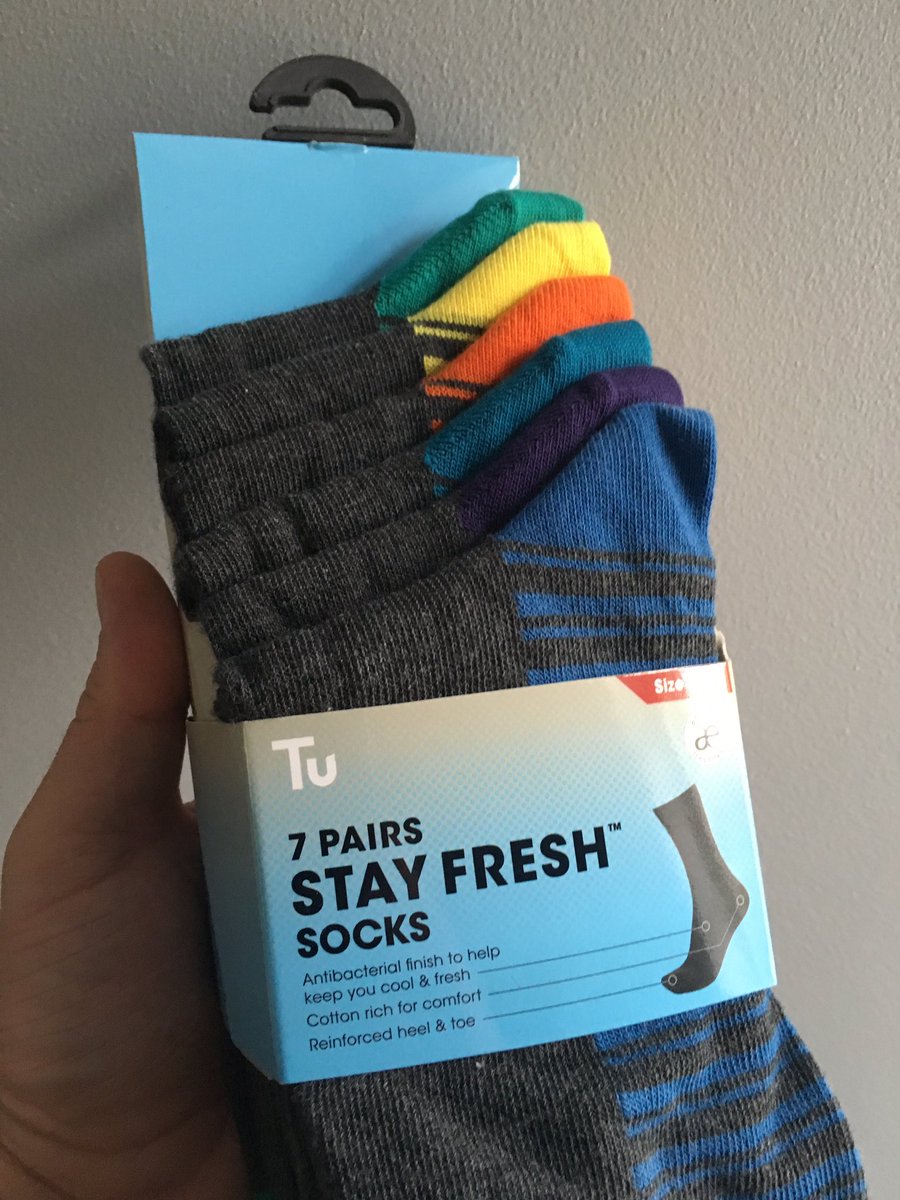 Size
Tu
7 PAIRS
STAY FRESH™
SOCKS
Antibacterial finish to help
keep you cool & fresh
Cotton rich for comfort
Reinforced heel & toe